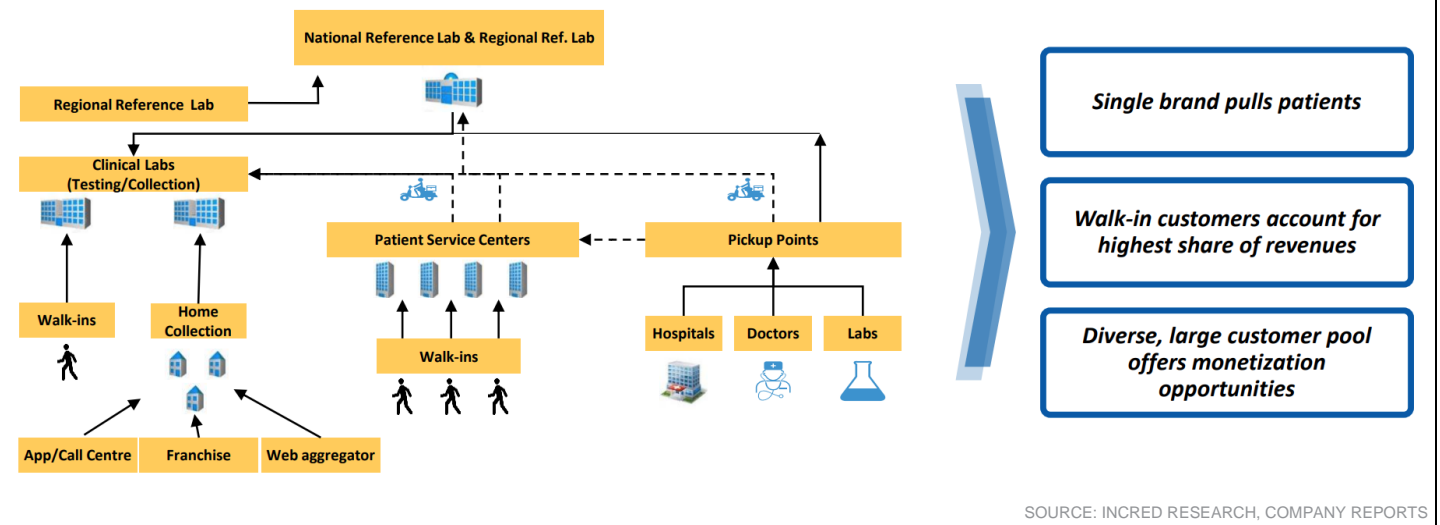 National Reference Lab & Regional Ref. Lab
Regional Reference Lab
Clinical Labs
(Testing/Collection)
Patient Service Centers
Pickup Points
Walk-ins
Home
Collection
Walk-ins
Hospitals
Doctors
Labs
App/Call Centre
Franchise
Web aggregator
Single brand pulls patients
Walk-in customers account for
highest share of revenues
Diverse, large customer pool
offers monetization
opportunities
SOURCE: INCRED RESEARCH, COMPANY REPORTS